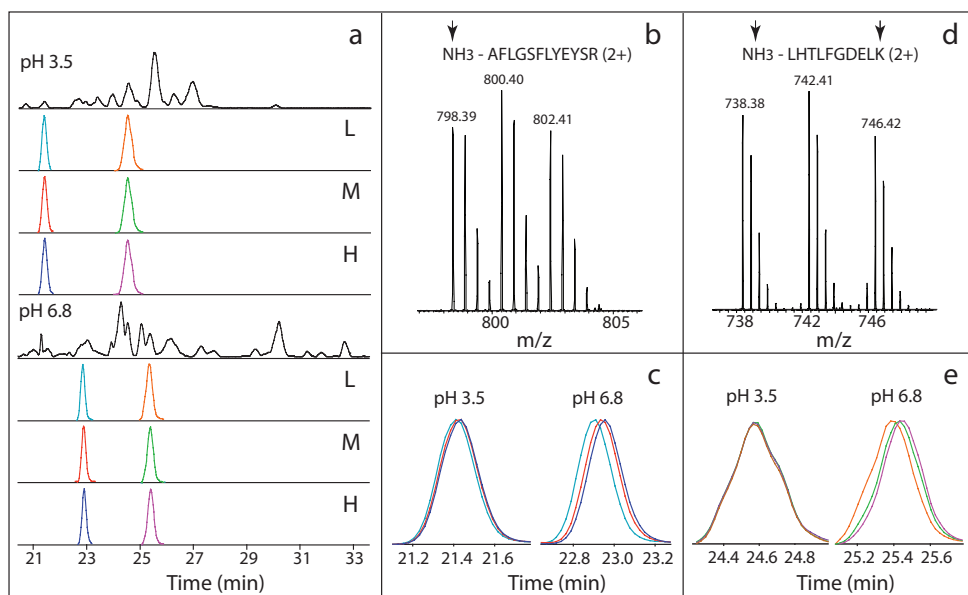 a
pH 3.5
L
M
H
pH 6.8
L
M
H
21 23 25 27 29 31 33
Time (min)
b
NH3 - AFLGSFLYEYSR (2+)
800.40
798.39
802.41
800 805
m/z
c
pH 3.5 pH 6.8
21.2 21.4 21.6 22.8 23.0 23.2
Time (min)
d
NH3 - LHTLFGDELK (2+)
742.41
738.38
746.42
738 742 746
m/z
e
pH 3.5 pH 6.8
24.4 24.6 24.8 25.2 25.4 25.6
Time (min)